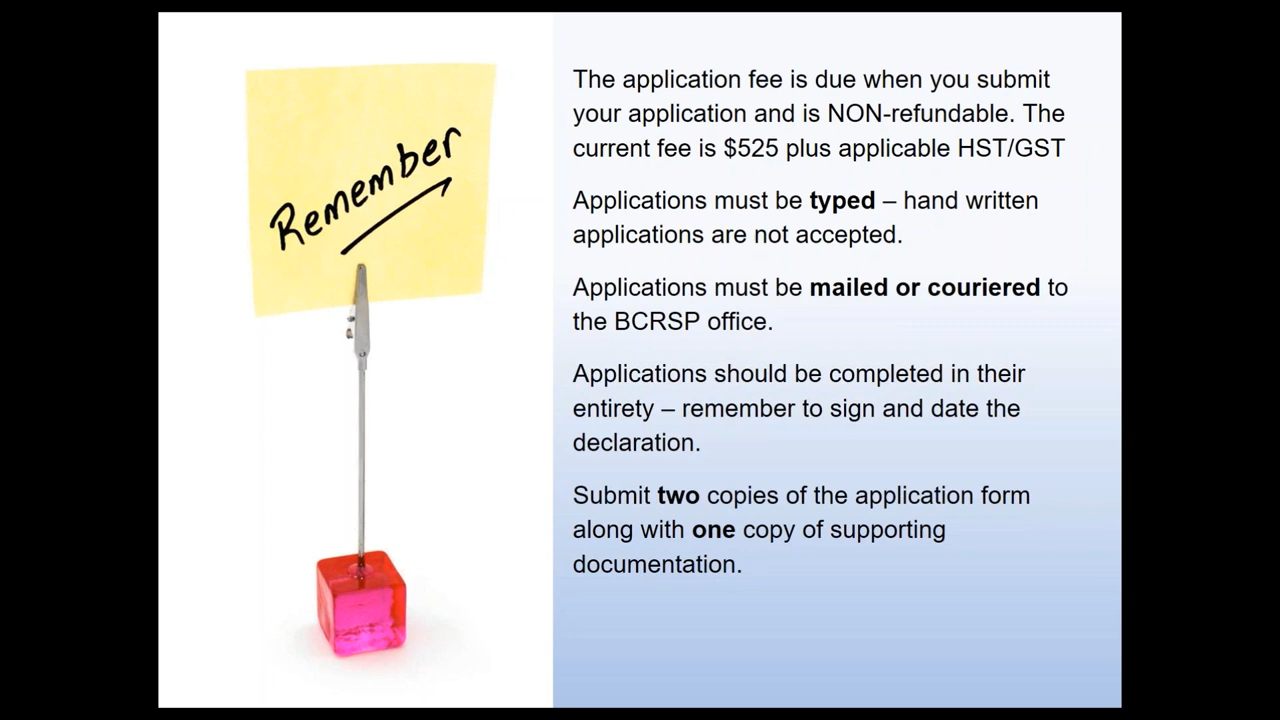 Remember
The application fee is due when you submit
your application and is NON-refundable. The
current fee is $525 plus applicable HST/GST
Applications must be typed – hand written
applications are not accepted.
Applications must be mailed or couriered to
the BCRSP office.
Applications should be completed in their
entirety – remember to sign and date the
declaration.
Submit two copies of the application form
along with one copy of supporting
documentation.